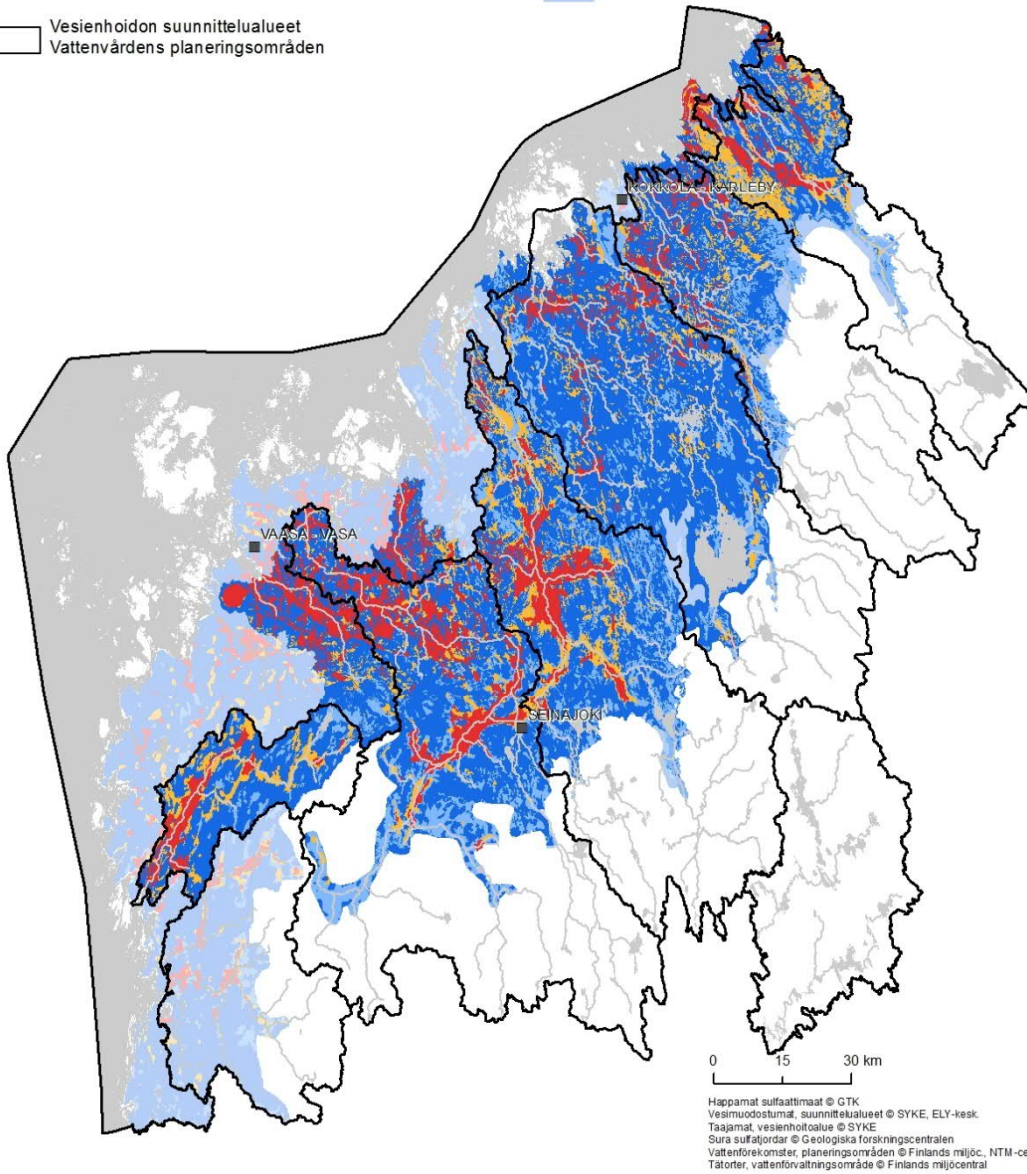 Vesienhoidon suunnittelualueet
Vattenvårdens planeringsområden
KOKKOLA - KARLEBY
VAASA - VASA
SEINÄJOKI
0 15 30 km
Happamat sulfaattimaat © GTK
Vesimuodostumat, suunnittelualueet © SYKE, ELY-kesk.
Taajamat, vesienhoitoalue © SYKE
Sura sulfatjordar © Geologiska forskningscentralen
Vattenförekomster, planeringsområden © Finlands miljöc., NTM-ce
Tätorter, vattenförvaltningsområde © Finlands miljöcentral